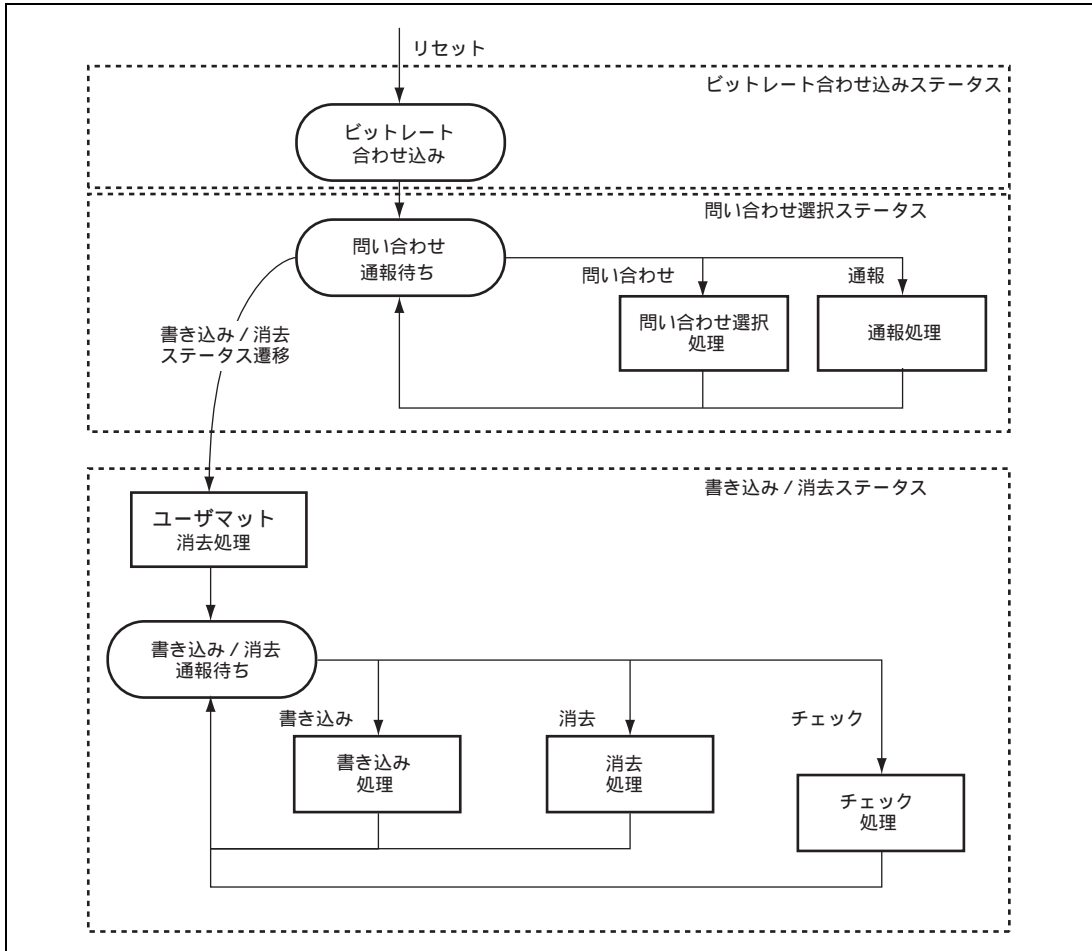 リセット
ビットレート合わせ込みステータス
ビットレート
合わせ込み
問い合わせ選択ステータス
問い合わせ
通報待ち
問い合わせ
通報
問い合わせ選択
処理
通報処理
書き込み / 消去
ステータス遷移
書き込み / 消去ステータス
ユーザマット
消去処理
書き込み / 消去
通報待ち
書き込み
消去
チェック
書き込み
処理
消去
処理
チェック
処理